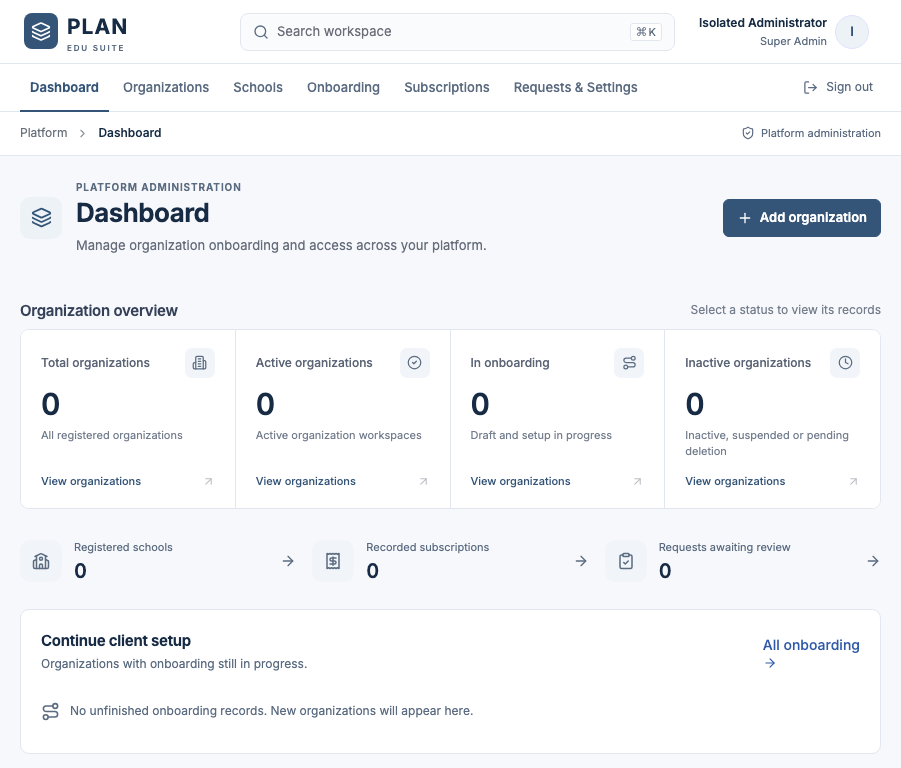 PLAN
EDU SUITE
Search workspace
⌘K
Isolated Administrator
Super Admin
I
Dashboard
Organizations
Schools
Onboarding
Subscriptions
Requests & Settings
Sign out
Platform
Dashboard
Platform administration
PLATFORM ADMINISTRATION
Dashboard
Manage organization onboarding and access across your platform.
Add organization
Organization overview
Select a status to view its records
Total organizations
0
All registered organizations
View organizations
Active organizations
0
Active organization workspaces
View organizations
In onboarding
0
Draft and setup in progress
View organizations
Inactive organizations
0
Inactive, suspended or pending
deletion
View organizations
Registered schools
0
Recorded subscriptions
0
Requests awaiting review
0
Continue client setup
Organizations with onboarding still in progress.
All onboarding
No unfinished onboarding records. New organizations will appear here.